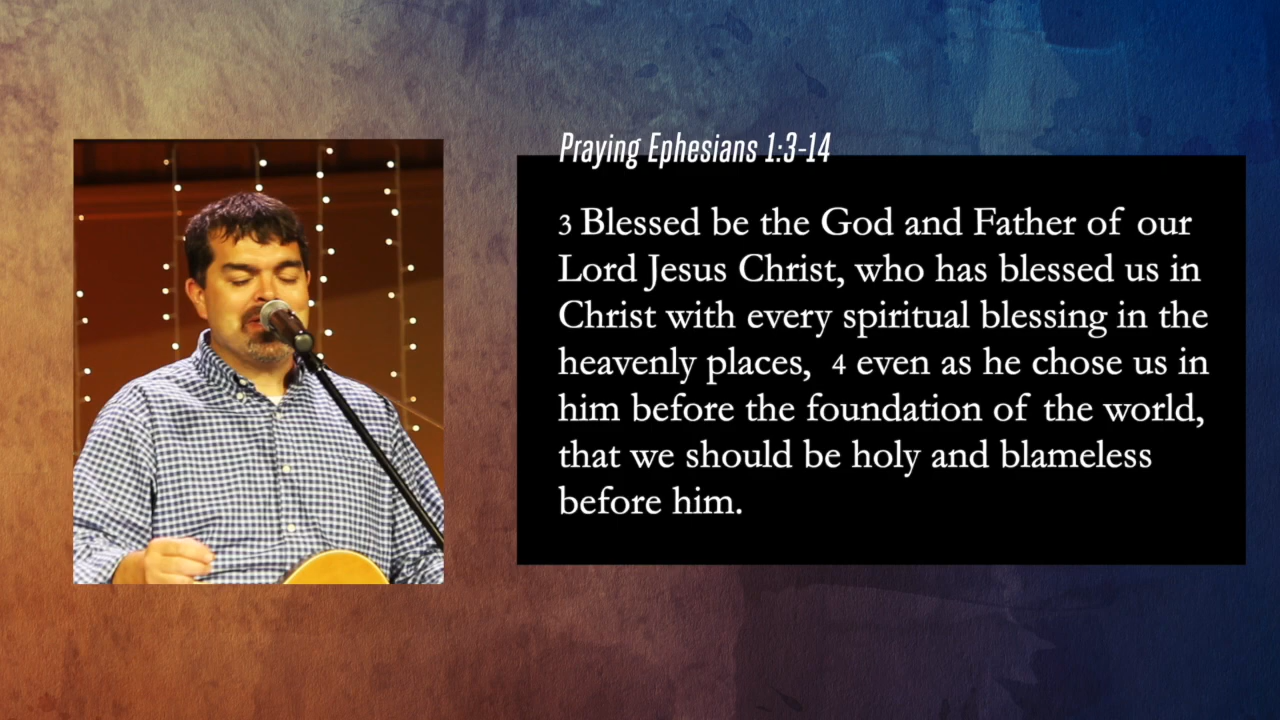 Praying Ephesians 1:3-14
3 Blessed be the God and Father of our
Lord Jesus Christ, who has blessed us in
Christ with every spiritual blessing in the
heavenly places, 4 even as he chose us in
him before the foundation of the world,
that we should be holy and blameless
before him.